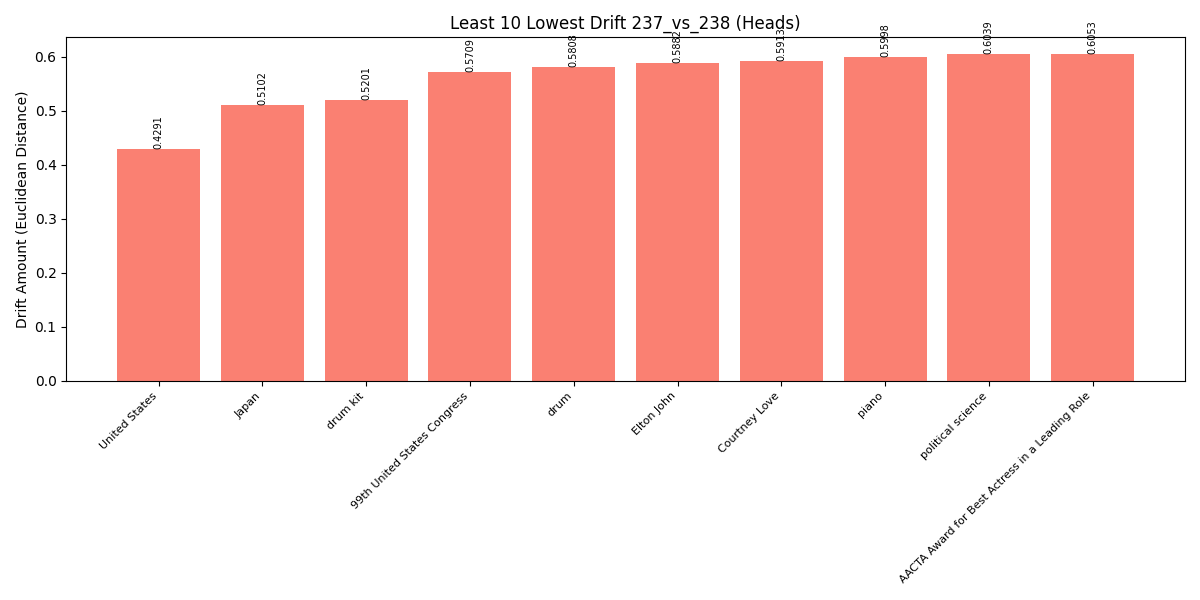 Least 10 Lowest Drift 237_vs_238 (Heads)
Drift Amount (Euclidean Distance)
0.6
0.5
0.4
0.3
0.2
0.1
0.0
0.4291
0.5102
0.5201
0.5709
0.5808
0.5882
0.5913
0.5998
0.6039
0.6053
United States
Japan
drum kit
99th United States Congress
drum
Elton John
Courtney Love
piano
political science
AACTA Award for Best Actress in a Leading Role